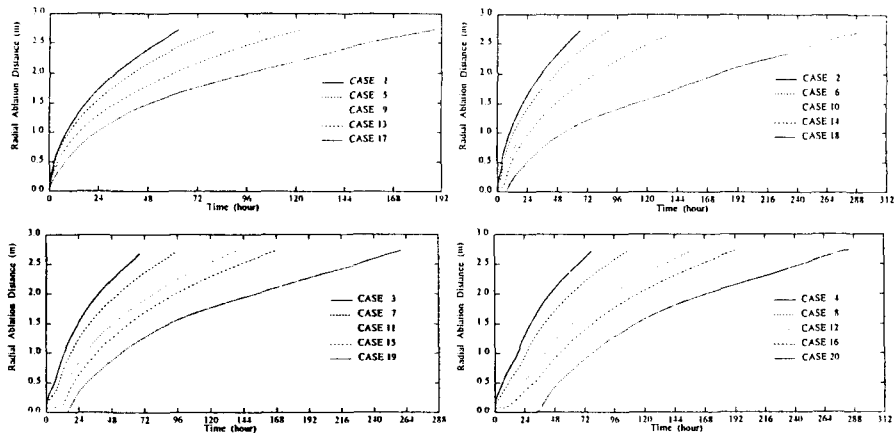 Radial Ablation Distance (m)
3.0
2.5
2.0
1.5
1.0
0.5
0.0
0 24 48 72 96 120 144 168 192
Time (hour)
CASE 1
CASE 5
CASE 9
CASE 13
CASE 17
Radial Ablation Distance (m)
3.0
2.5
2.0
1.5
1.0
0.5
0.0
0 24 48 72 96 120 144 168 192 216 240 264 288 312
Time (hour)
CASE 2
CASE 6
CASE 10
CASE 14
CASE 18
Radial Ablation Distance (m)
3.0
2.5
2.0
1.5
1.0
0.5
0.0
0 24 48 72 96 120 144 168 192 216 240 264 288
Time (hour)
CASE 3
CASE 7
CASE 11
CASE 15
CASE 19
Radial Ablation Distance (m)
3.0
2.5
2.0
1.5
1.0
0.5
0.0
0 24 48 72 96 120 144 168 192 216 240 264 288 312
Time (hour)
CASE 4
CASE 8
CASE 12
CASE 16
CASE 20